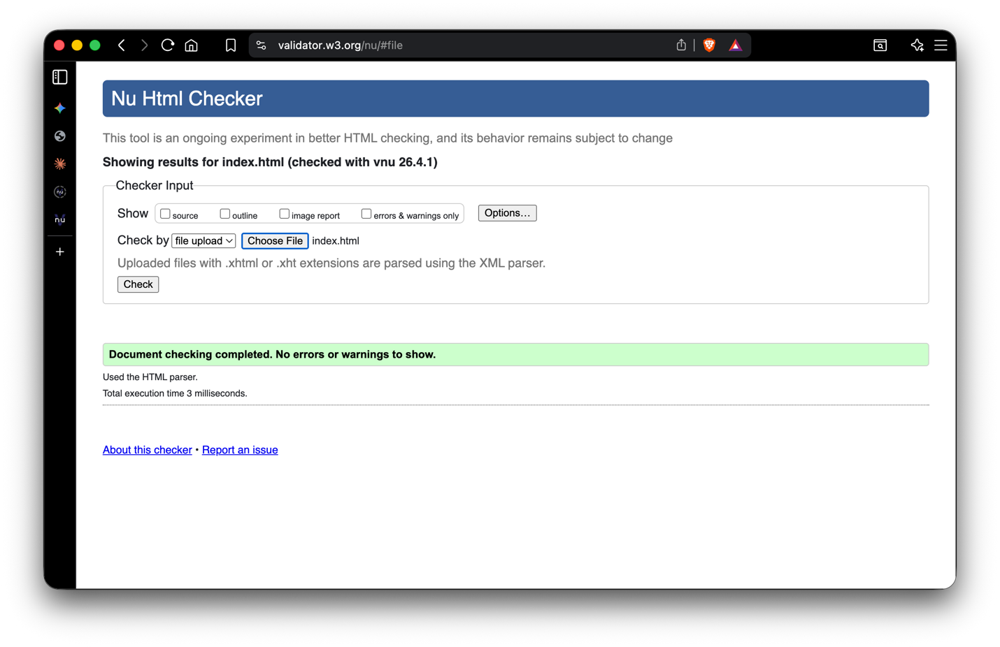 validator.w3.org/nu/#file
nu
nu
Nu Html Checker
This tool is an ongoing experiment in better HTML checking, and its behavior remains subject to change
Showing results for index.html (checked with vnu 26.4.1)
Checker Input
Show source outline image report errors & warnings only Options…
Check by file upload Choose File index.html
Uploaded files with .xhtml or .xht extensions are parsed using the XML parser.
Check
Document checking completed. No errors or warnings to show.
Used the HTML parser.
Total execution time 3 milliseconds.
About this checker • Report an issue